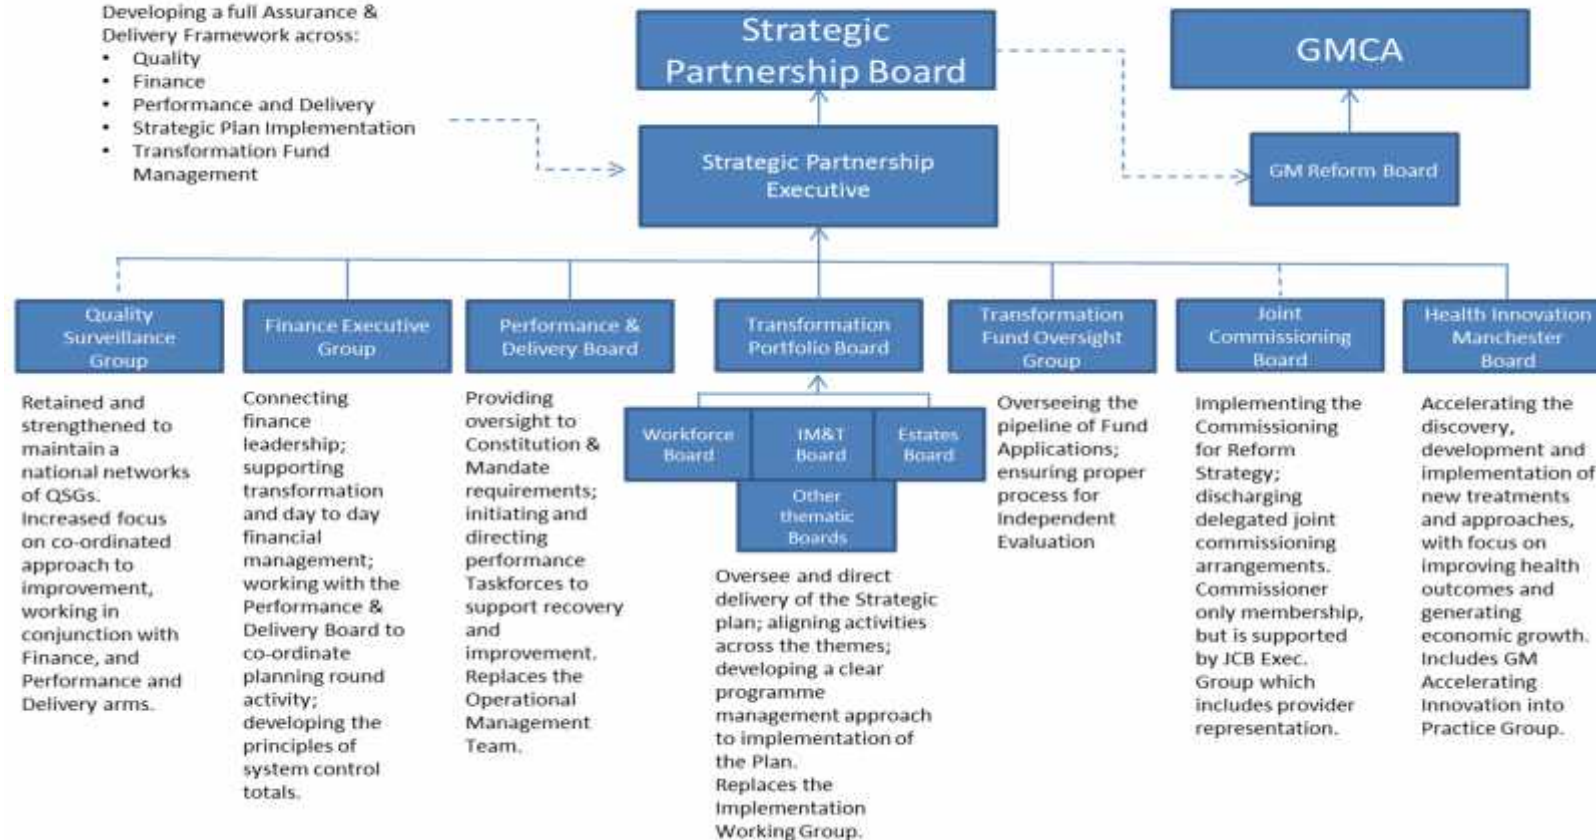 Developing a full Assurance &
Delivery Framework across:
• Quality
• Finance
• Performance and Delivery
• Strategic Plan Implementation
• Transformation Fund
Management
Strategic
Partnership Board
GMCA
Strategic Partnership
Executive
GM Reform Board
Quality
Surveillance
Group
Finance Executive
Group
Performance &
Delivery Board
Transformation
Portfolio Board
Transformation
Fund Oversight
Group
Joint
Commissioning
Board
Health Innovation
Manchester
Board
Retained and
strengthened to
maintain a
national networks
of QSGs.
Increased focus
on co-ordinated
approach to
improvement,
working in
conjunction with
Finance, and
Performance and
Delivery arms.
Connecting
finance
leadership;
supporting
transformation
and day to day
financial
management;
working with the
Performance &
Delivery Board to
co-ordinate
planning round
activity;
developing the
principles of
system control
totals.
Providing
oversight to
Constitution &
Mandate
requirements;
initiating and
directing
performance
Taskforces to
support recovery
and
improvement.
Replaces the
Operational
Management
Team.
Workforce
Board
IM&T
Board
Estates
Board
Other
thematic
Boards
Oversee and direct
delivery of the Strategic
plan; aligning activities
across the themes;
developing a clear
programme
management approach
to implementation of
the Plan.
Replaces the
Implementation
Working Group.
Overseeing the
pipeline of Fund
Applications;
ensuring proper
process for
Independent
Evaluation
Implementing the
Commissioning
for Reform
Strategy;
discharging
delegated joint
commissioning
arrangements.
Commissioner
only membership,
but is supported
by JCB Exec.
Group which
includes provider
representation.
Accelerating the
discovery,
development and
implementation of
new treatments
and approaches,
with focus on
improving health
outcomes and
generating
economic growth.
Includes GM
Accelerating
Innovation into
Practice Group.